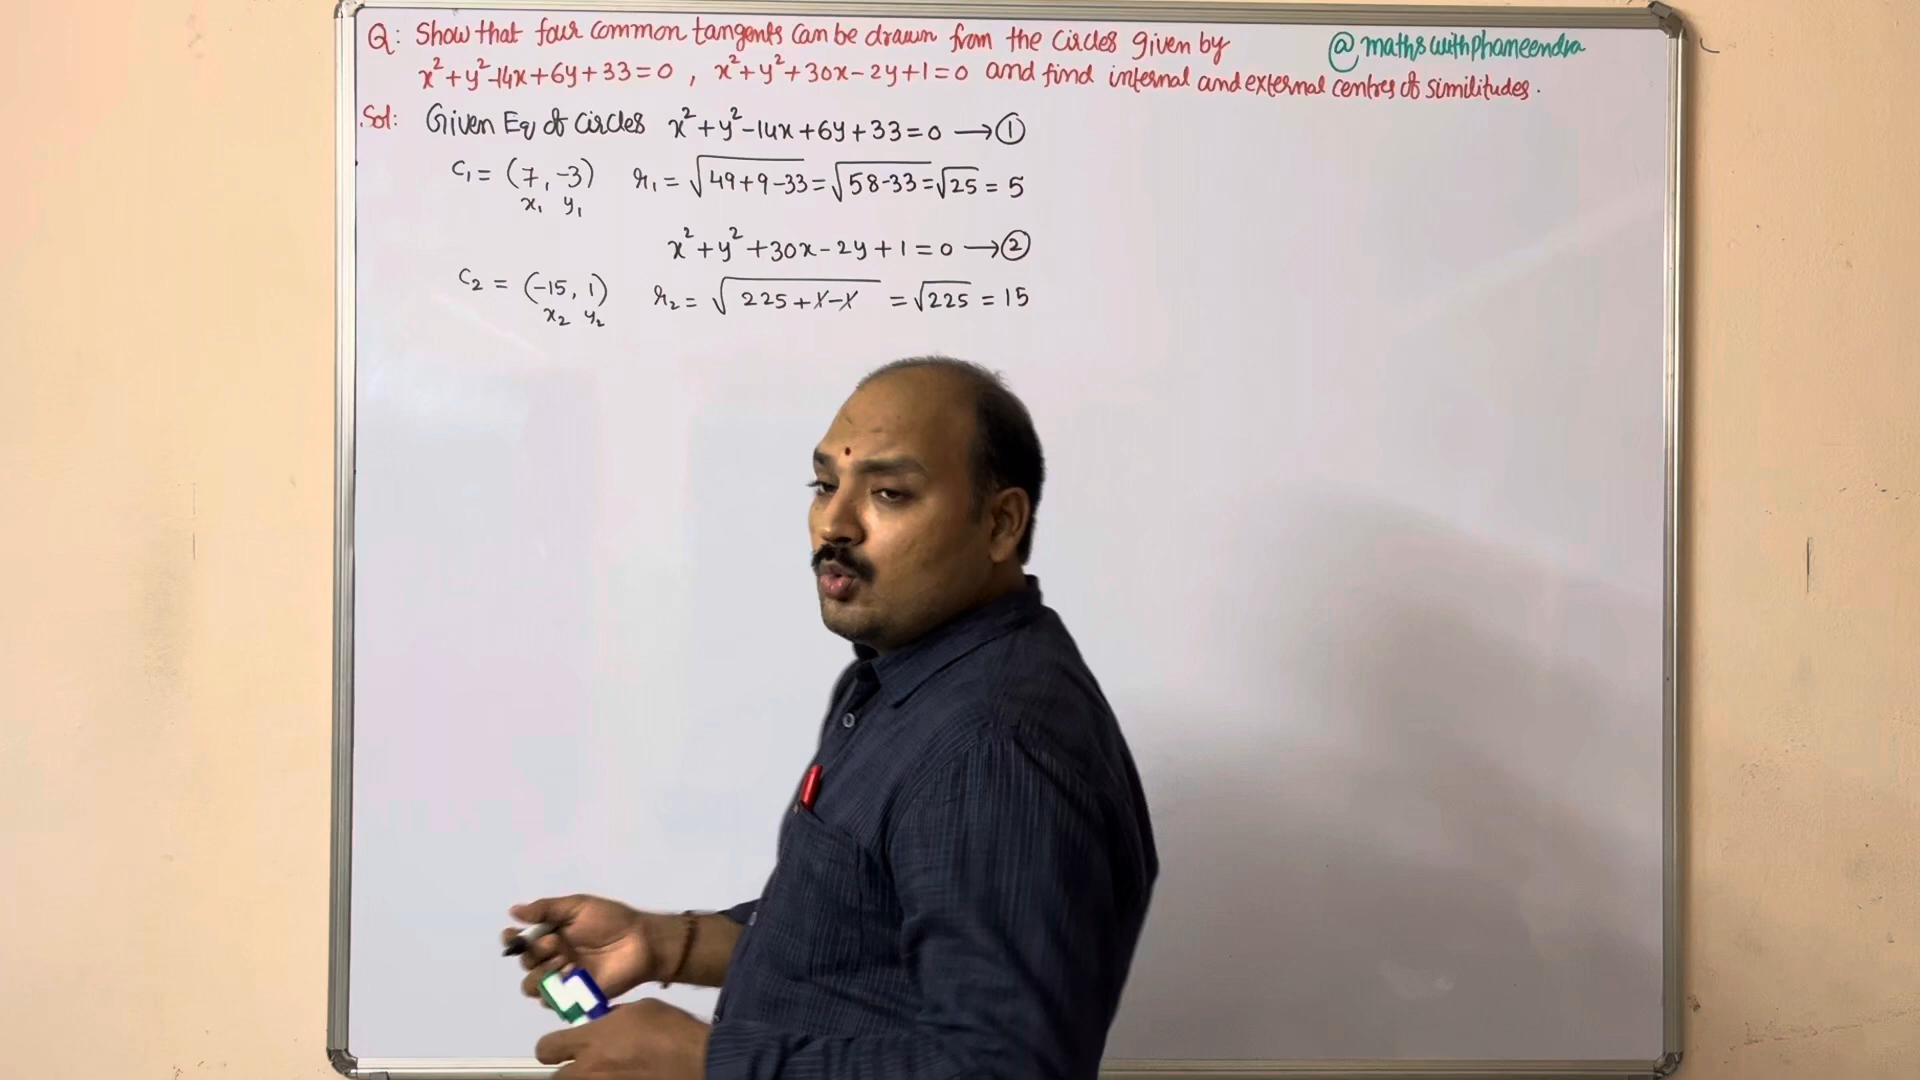 Q: Show that four common tangents can be drawn from the circles given by @mathswithphaneendra
x²+y²-14x+6y+33=0 , x²+y²+30x-2y+1=0 and find internal and external centres of similitudes.
Sol: Given Eq of circles x²+y²-14x+6y+33=0 →①
C₁ = (7,-3) r₁ = √49+9-33 = √58-33 = √25 = 5
x₁ y₁
x²+y²+30x-2y+1=0 →②
C₂ = (-15, 1) r₂ = √225+1-1 = √225 = 15
x₂ y₂